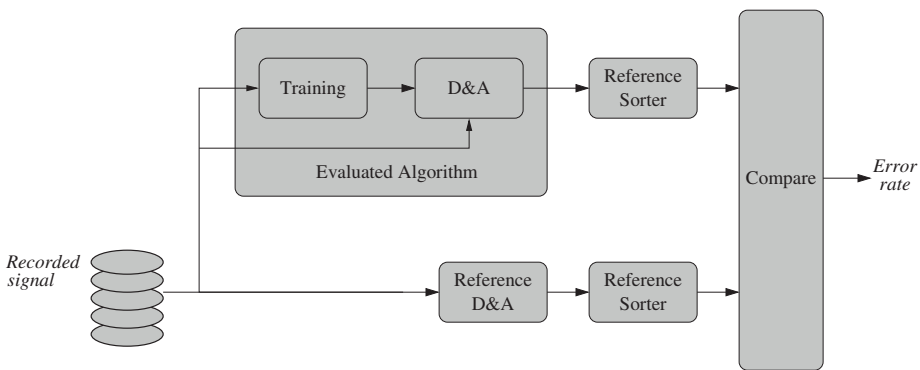 Training
D&A
Reference
Sorter
Evaluated Algorithm
Compare
Error
rate
Recorded
signal
Reference
D&A
Reference
Sorter